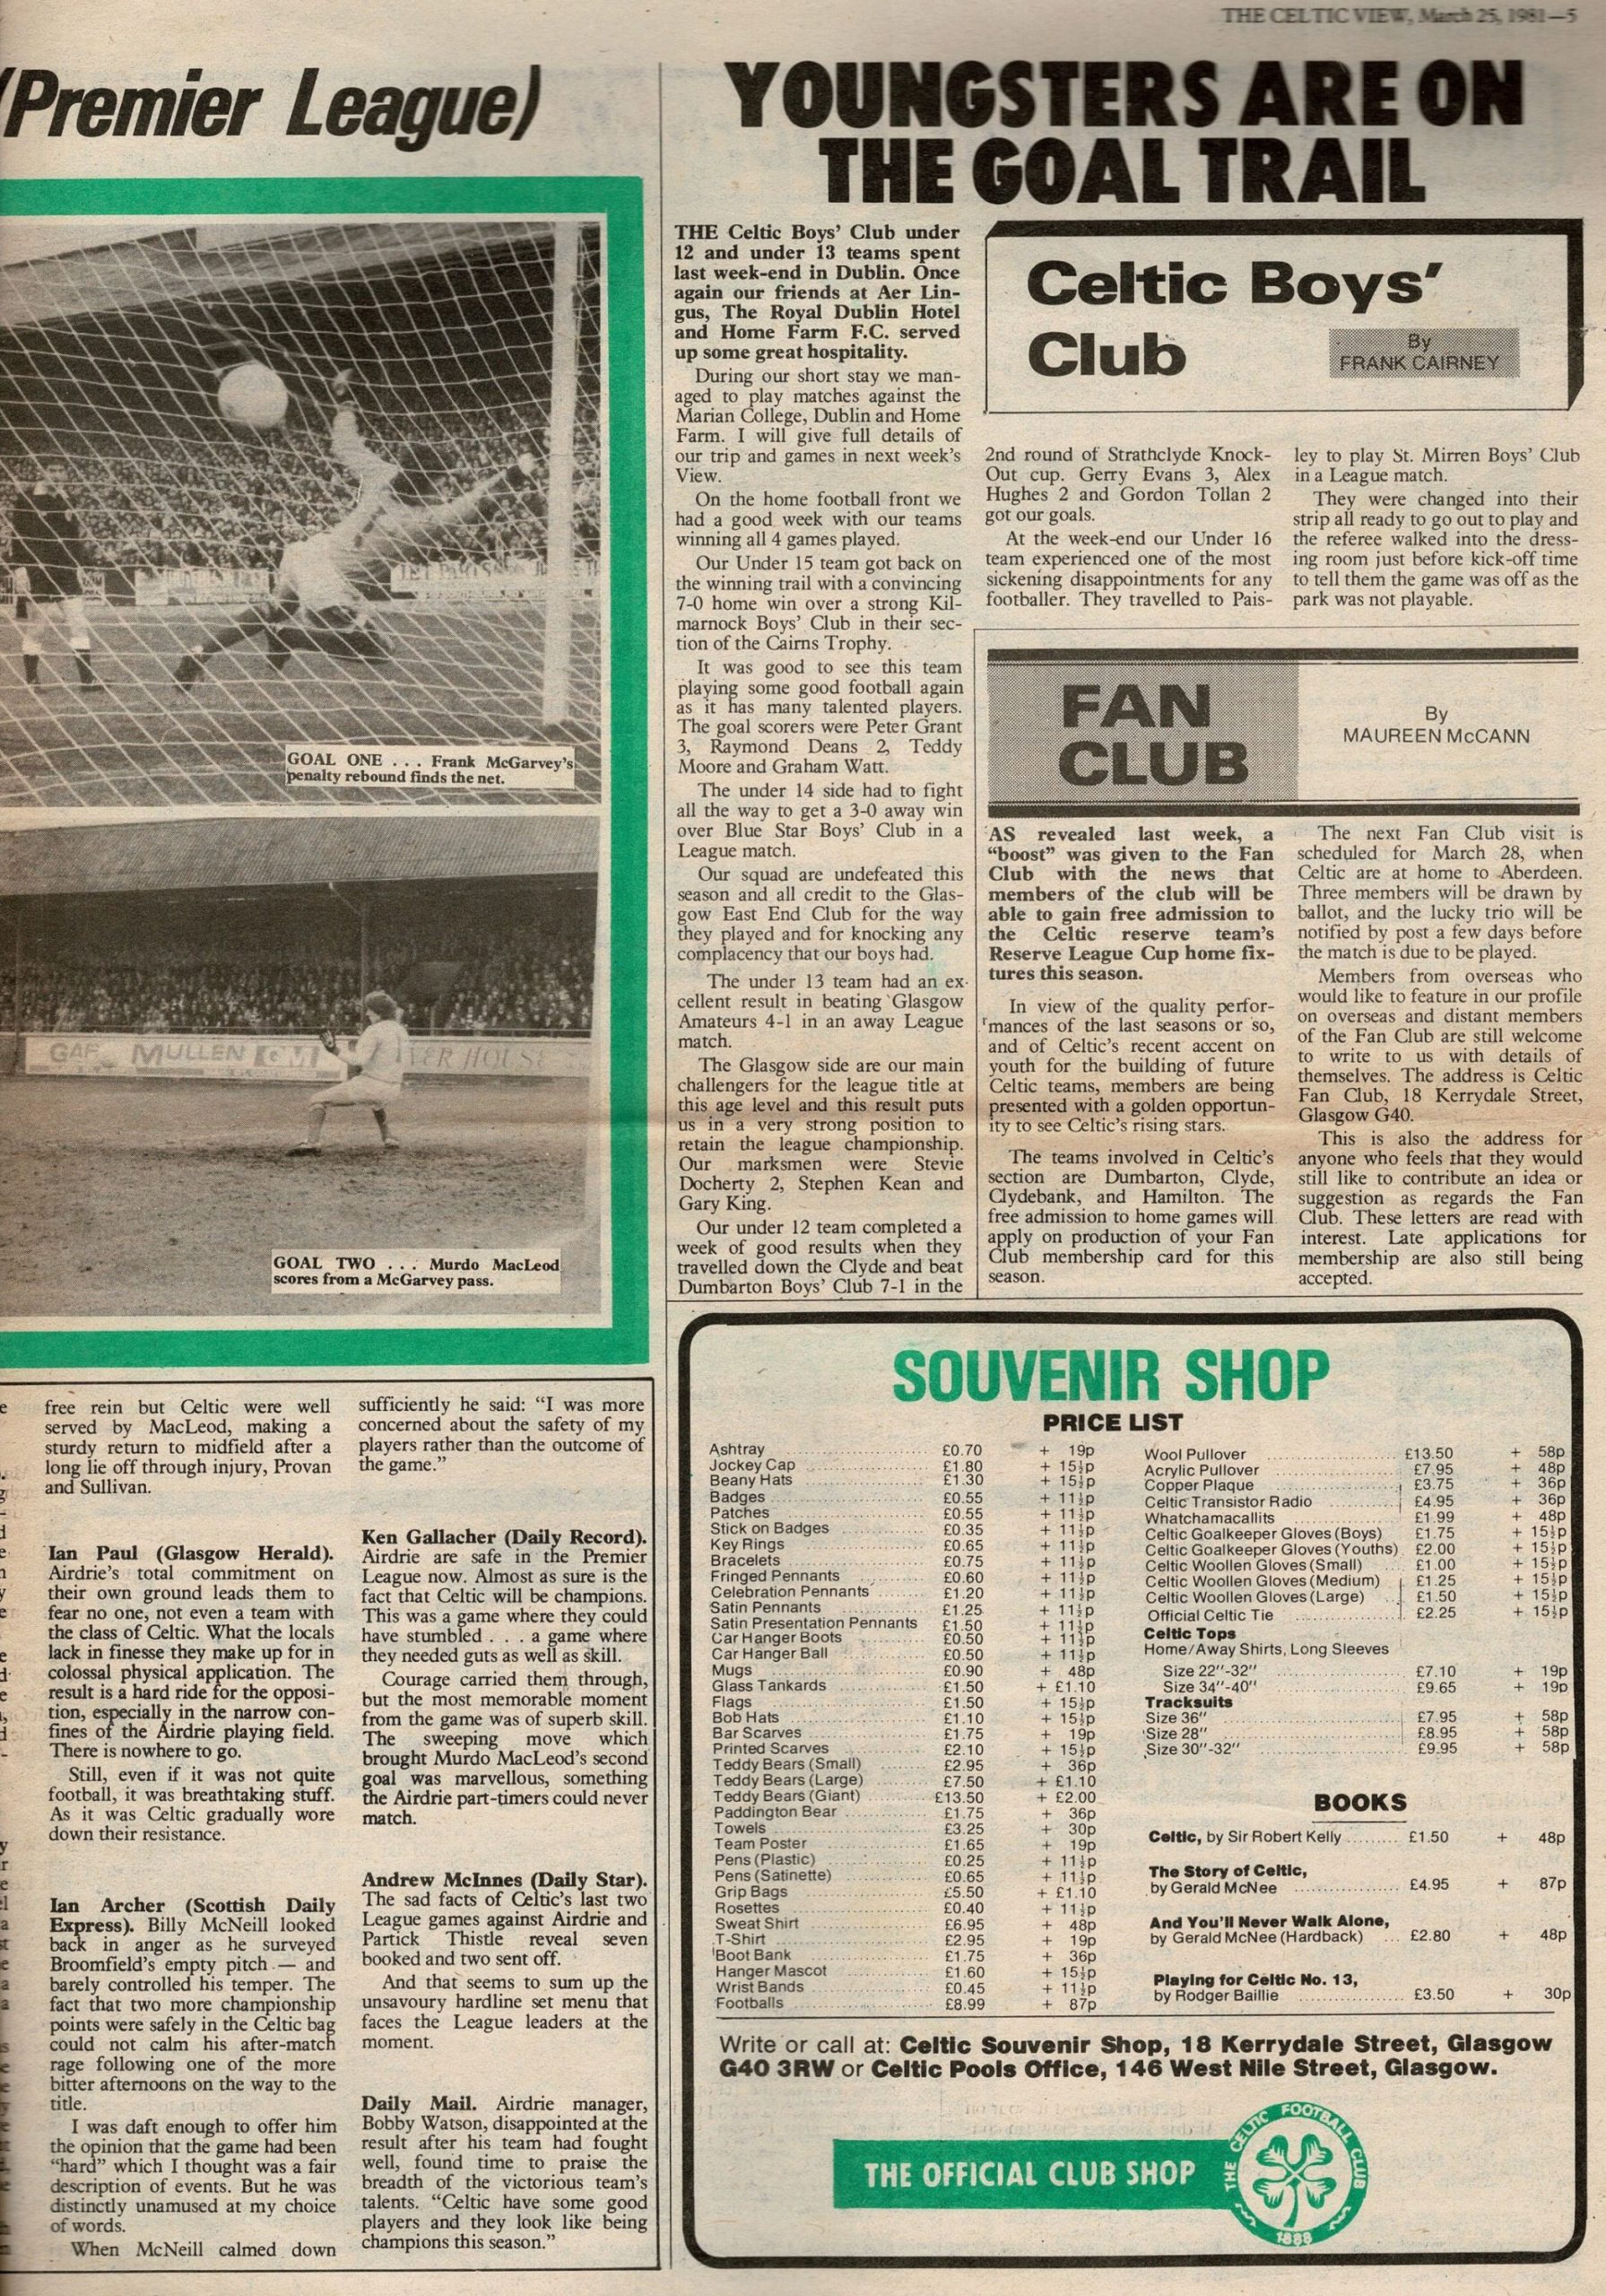 THE CELTIC VIEW, March 25, 1981—5
(Premier League)
GOAL ONE . . . Frank McGarvey's
penalty rebound finds the net.
GAF MULLEN
GOAL TWO . . . Murdo MacLeod
scores from a McGarvey pass.
free rein but Celtic were well
served by MacLeod, making a
sturdy return to midfield after a
long lie off through injury, Provan
and Sullivan.
Ian Paul (Glasgow Herald).
Airdrie's total commitment on
their own ground leads them to
fear no one, not even a team with
the class of Celtic. What the locals
lack in finesse they make up for in
colossal physical application. The
result is a hard ride for the opposi-
tion, especially in the narrow con-
fines of the Airdrie playing field.
There is nowhere to go.
Still, even if it was not quite
football, it was breathtaking stuff.
As it was Celtic gradually wore
down their resistance.
Ian Archer (Scottish Daily
Express). Billy McNeill looked
back in anger as he surveyed
Broomfield's empty pitch — and
barely controlled his temper. The
fact that two more championship
points were safely in the Celtic bag
could not calm his after-match
rage following one of the more
bitter afternoons on the way to the
title.
I was daft enough to offer him
the opinion that the game had been
“hard” which I thought was a fair
description of events. But he was
distinctly unamused at my choice
of words.
When McNeill calmed down
sufficiently he said: “I was more
concerned about the safety of my
players rather than the outcome of
the game.”
Ken Gallacher (Daily Record).
Airdrie are safe in the Premier
League now. Almost as sure is the
fact that Celtic will be champions.
This was a game where they could
have stumbled . . . a game where
they needed guts as well as skill.
Courage carried them through,
but the most memorable moment
from the game was of superb skill.
The sweeping move which
brought Murdo MacLeod's second
goal was marvellous, something
the Airdrie part-timers could never
match.
Andrew McInnes (Daily Star).
The sad facts of Celtic's last two
League games against Airdrie and
Partick Thistle reveal seven
booked and two sent off.
And that seems to sum up the
unsavoury hardline set menu that
faces the League leaders at the
moment.
Daily Mail. Airdrie manager,
Bobby Watson, disappointed at the
result after his team had fought
well, found time to praise the
breadth of the victorious team's
talents. “Celtic have some good
players and they look like being
champions this season.”
YOUNGSTERS ARE ON
THE GOAL TRAIL
THE Celtic Boys' Club under
12 and under 13 teams spent
last week-end in Dublin. Once
again our friends at Aer Lin-
gus, The Royal Dublin Hotel
and Home Farm F.C. served
up some great hospitality.
During our short stay we man-
aged to play matches against the
Marian College, Dublin and Home
Farm. I will give full details of
our trip and games in next week's
View.
On the home football front we
had a good week with our teams
winning all 4 games played.
Our Under 15 team got back on
the winning trail with a convincing
7-0 home win over a strong Kil-
marnock Boys' Club in their sec-
tion of the Cairns Trophy.
It was good to see this team
playing some good football again
as it has many talented players.
The goal scorers were Peter Grant
3, Raymond Deans 2, Teddy
Moore and Graham Watt.
The under 14 side had to fight
all the way to get a 3-0 away win
over Blue Star Boys' Club in a
League match.
Our squad are undefeated this
season and all credit to the Glas-
gow East End Club for the way
they played and for knocking any
complacency that our boys had.
The under 13 team had an ex-
cellent result in beating Glasgow
Amateurs 4-1 in an away League
match.
The Glasgow side are our main
challengers for the league title at
this age level and this result puts
us in a very strong position to
retain the league championship.
Our marksmen were Stevie
Docherty 2, Stephen Kean and
Gary King.
Our under 12 team completed a
week of good results when they
travelled down the Clyde and beat
Dumbarton Boys' Club 7-1 in the
Celtic Boys'
Club
By
FRANK CAIRNEY
2nd round of Strathclyde Knock-
Out cup. Gerry Evans 3, Alex
Hughes 2 and Gordon Tollan 2
got our goals.
At the week-end our Under 16
team experienced one of the most
sickening disappointments for any
footballer. They travelled to Pais-
ley to play St. Mirren Boys' Club
in a League match.
They were changed into their
strip all ready to go out to play and
the referee walked into the dress-
ing room just before kick-off time
to tell them the game was off as the
park was not playable.
FAN
CLUB
By
MAUREEN McCANN
AS revealed last week, a
“boost” was given to the Fan
Club with the news that
members of the club will be
able to gain free admission to
the Celtic reserve team's
Reserve League Cup home fix-
tures this season.
In view of the quality perfor-
mances of the last seasons or so,
and of Celtic's recent accent on
youth for the building of future
Celtic teams, members are being
presented with a golden opportun-
ity to see Celtic's rising stars.
The teams involved in Celtic's
section are Dumbarton, Clyde,
Clydebank, and Hamilton. The
free admission to home games will
apply on production of your Fan
Club membership card for this
season.
The next Fan Club visit is
scheduled for March 28, when
Celtic are at home to Aberdeen.
Three members will be drawn by
ballot, and the lucky trio will be
notified by post a few days before
the match is due to be played.
Members from overseas who
would like to feature in our profile
on overseas and distant members
of the Fan Club are still welcome
to write to us with details of
themselves. The address is Celtic
Fan Club, 18 Kerrydale Street,
Glasgow G40.
This is also the address for
anyone who feels that they would
still like to contribute an idea or
suggestion as regards the Fan
Club. These letters are read with
interest. Late applications for
membership are also still being
accepted.
SOUVENIR SHOP
PRICE LIST
Ashtray £0.70 + 19p
Jockey Cap £1.80 + 15½p
Beany Hats £1.30 + 15½p
Badges £0.55 + 11½p
Patches £0.55 + 11½p
Stick on Badges £0.35 + 11½p
Key Rings £0.65 + 11½p
Bracelets £0.75 + 11½p
Fringed Pennants £0.60 + 11½p
Celebration Pennants £1.20 + 11½p
Satin Pennants £1.25 + 11½p
Satin Presentation Pennants £1.50 + 11½p
Car Hanger Boots £0.50 + 11½p
Car Hanger Ball £0.50 + 11½p
Mugs £0.90 + 48p
Glass Tankards £1.50 + £1.10
Flags £1.50 + 15½p
Bob Hats £1.10 + 15½p
Bar Scarves £1.75 + 19p
Printed Scarves £2.10 + 15½p
Teddy Bears (Small) £2.95 + 36p
Teddy Bears (Large) £7.50 + £1.10
Teddy Bears (Giant) £13.50 + £2.00
Paddington Bear £1.75 + 36p
Towels £3.25 + 30p
Team Poster £1.65 + 19p
Pens (Plastic) £0.25 + 11½p
Pens (Satinette) £0.65 + 11½p
Grip Bags £5.50 + £1.10
Rosettes £0.40 + 11½p
Sweat Shirt £6.95 + 48p
T-Shirt £2.95 + 19p
Boot Bank £1.75 + 36p
Hanger Mascot £1.60 + 15½p
Wrist Bands £0.45 + 11½p
Footballs £8.99 + 87p
Wool Pullover £13.50 + 58p
Acrylic Pullover £7.95 + 48p
Copper Plaque £3.75 + 36p
Celtic Transistor Radio £4.95 + 36p
Whatchamacallits £1.99 + 48p
Celtic Goalkeeper Gloves (Boys) £1.75 + 15½p
Celtic Goalkeeper Gloves (Youths) £2.00 + 15½p
Celtic Woollen Gloves (Small) £1.00 + 15½p
Celtic Woollen Gloves (Medium) £1.25 + 15½p
Celtic Woollen Gloves (Large) £1.50 + 15½p
Official Celtic Tie £2.25 + 15½p
Celtic Tops
Home/Away Shirts, Long Sleeves
Size 22"-32" £7.10 + 19p
Size 34"-40" £9.65 + 19p
Tracksuits
Size 36" £7.95 + 58p
Size 28" £8.95 + 58p
Size 30"-32" £9.95 + 58p
BOOKS
Celtic, by Sir Robert Kelly £1.50 + 48p
The Story of Celtic,
by Gerald McNee £4.95 + 87p
And You'll Never Walk Alone,
by Gerald McNee (Hardback) £2.80 + 48p
Playing for Celtic No. 13,
by Rodger Baillie £3.50 + 30p
Write or call at: Celtic Souvenir Shop, 18 Kerrydale Street, Glasgow
G40 3RW or Celtic Pools Office, 146 West Nile Street, Glasgow.
THE OFFICIAL CLUB SHOP
THE CELTIC FOOTBALL CLUB
1888